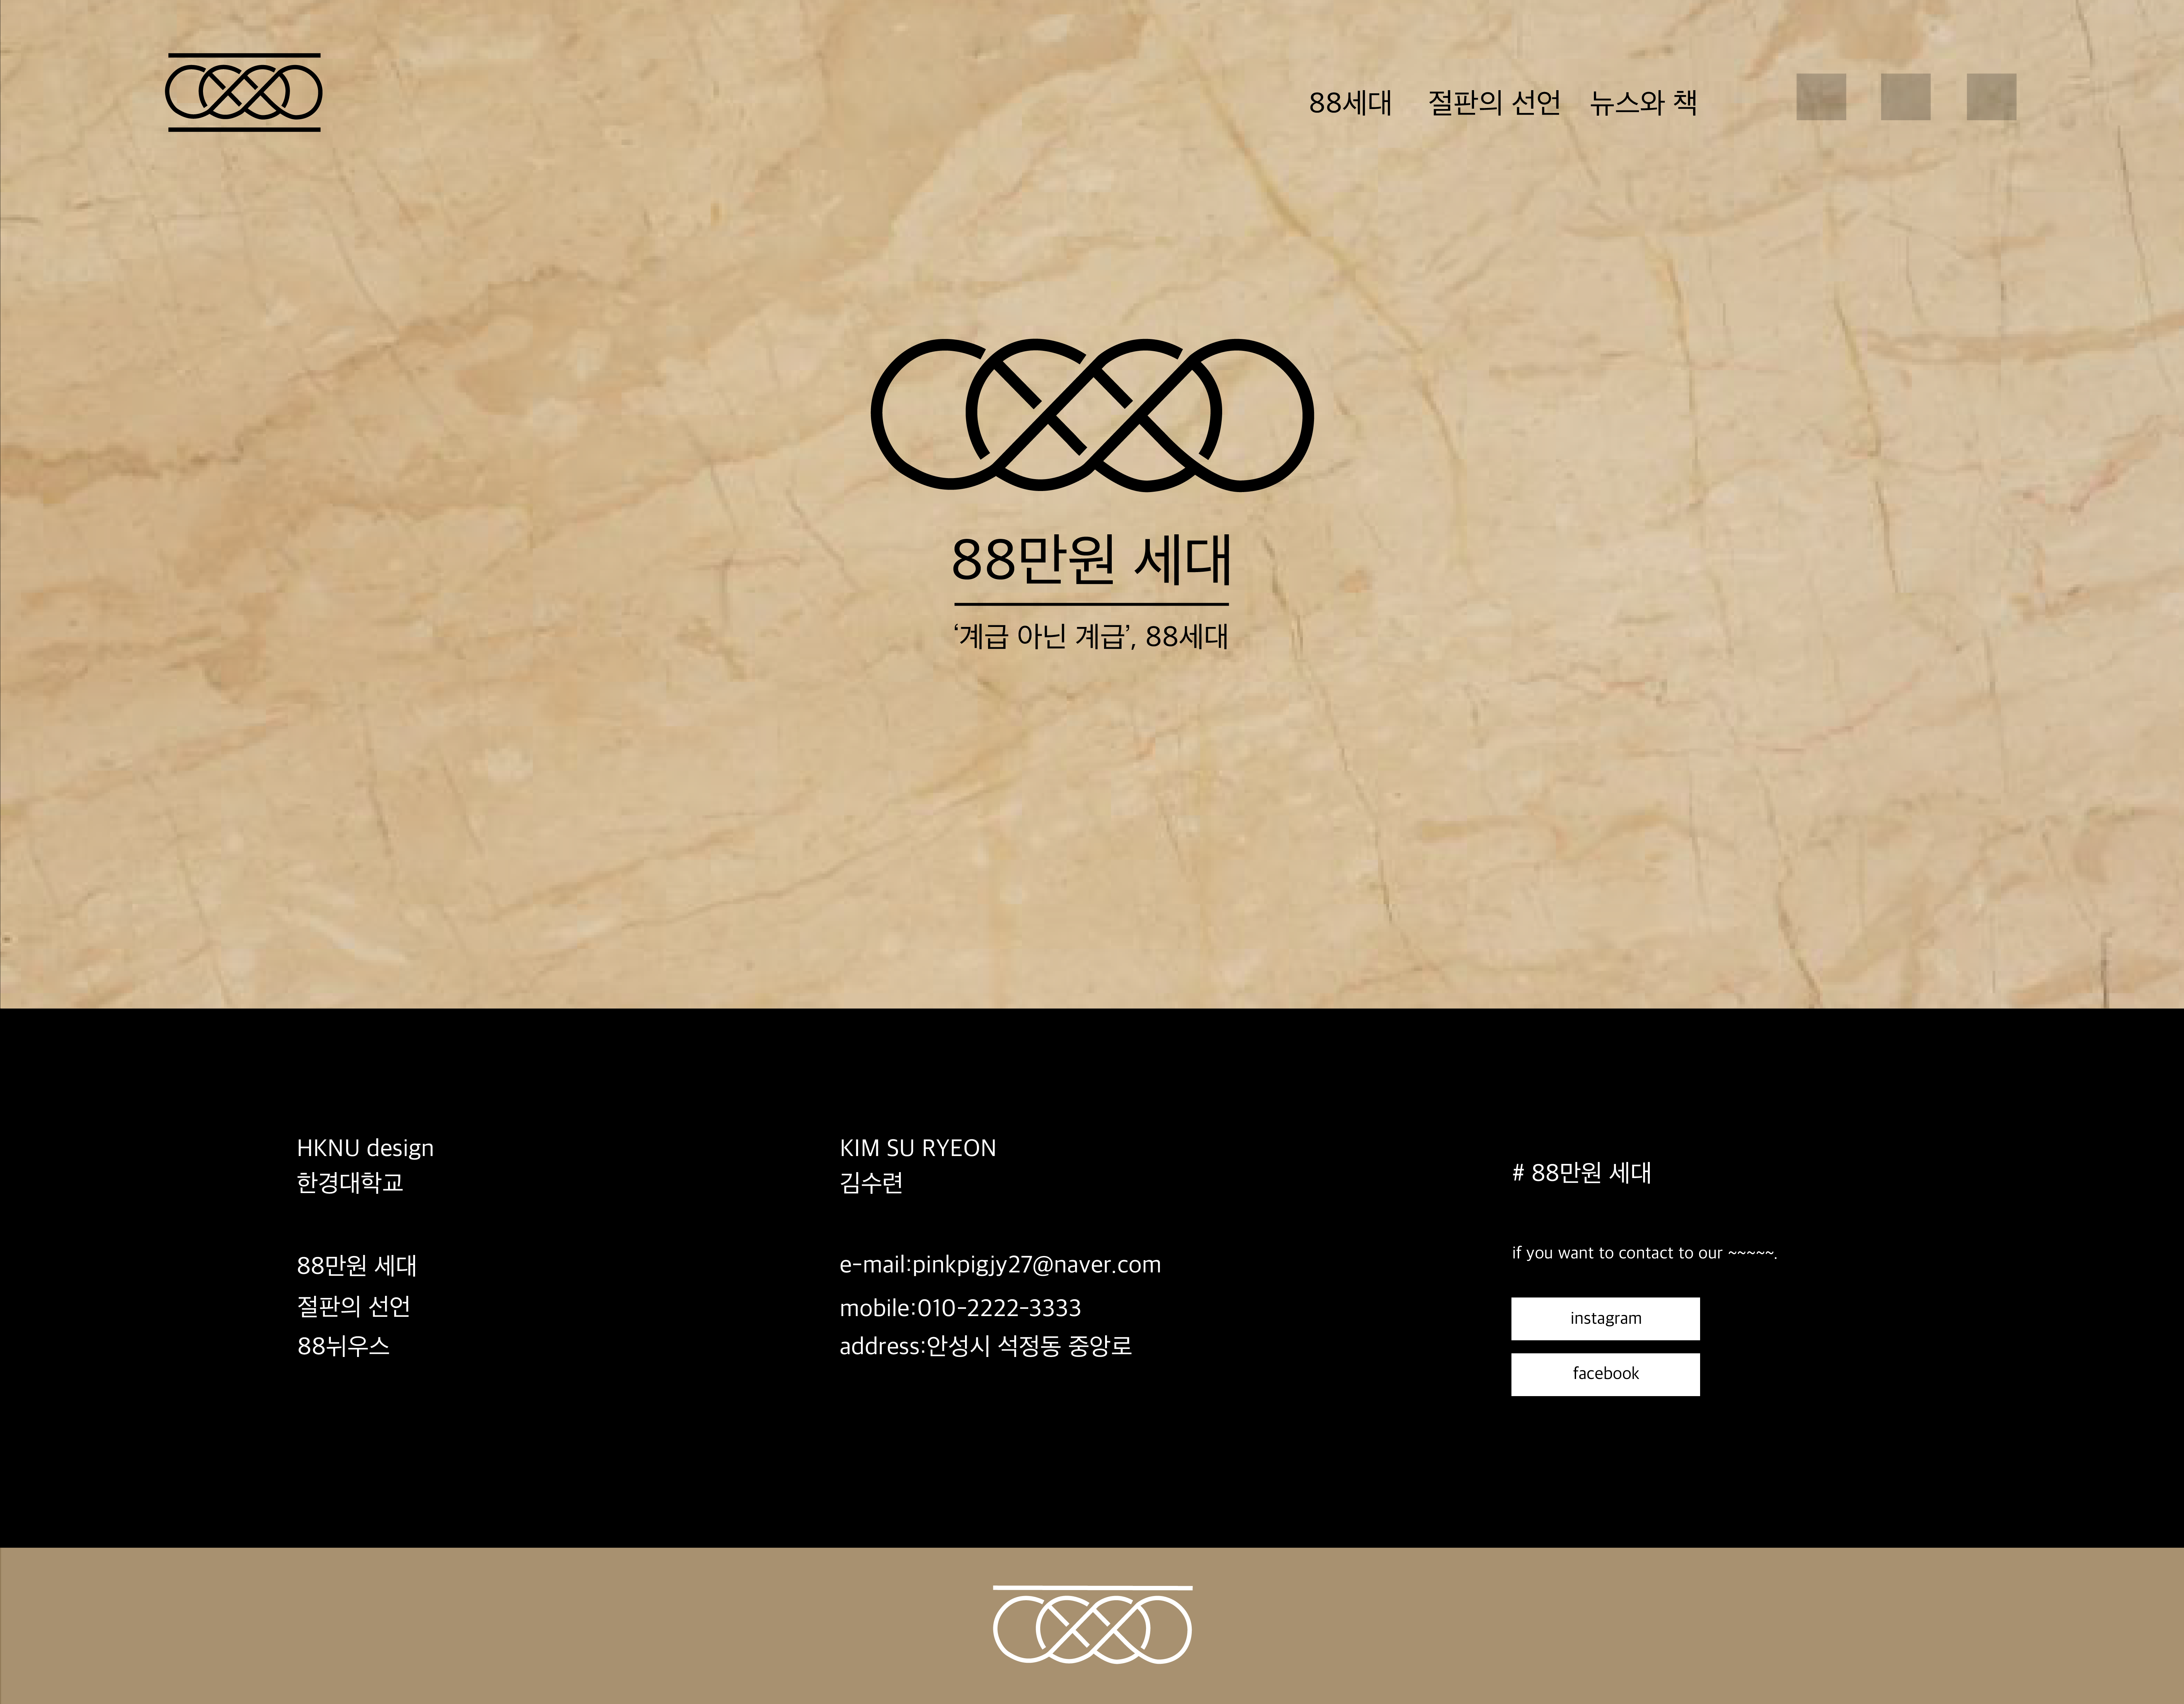 88세대 절판의 선언 뉴스와 책
88만원 세대
‘계급 아닌 계급’, 88세대
HKNU design
한경대학교
88만원 세대
절판의 선언
88뉘우스
KIM SU RYEON
김수련
e-mail:pinkpigjy27@naver.com
mobile:010-2222-3333
address:안성시 석정동 중앙로
# 88만원 세대
if you want to contact to our ~~~~~.
instagram
facebook